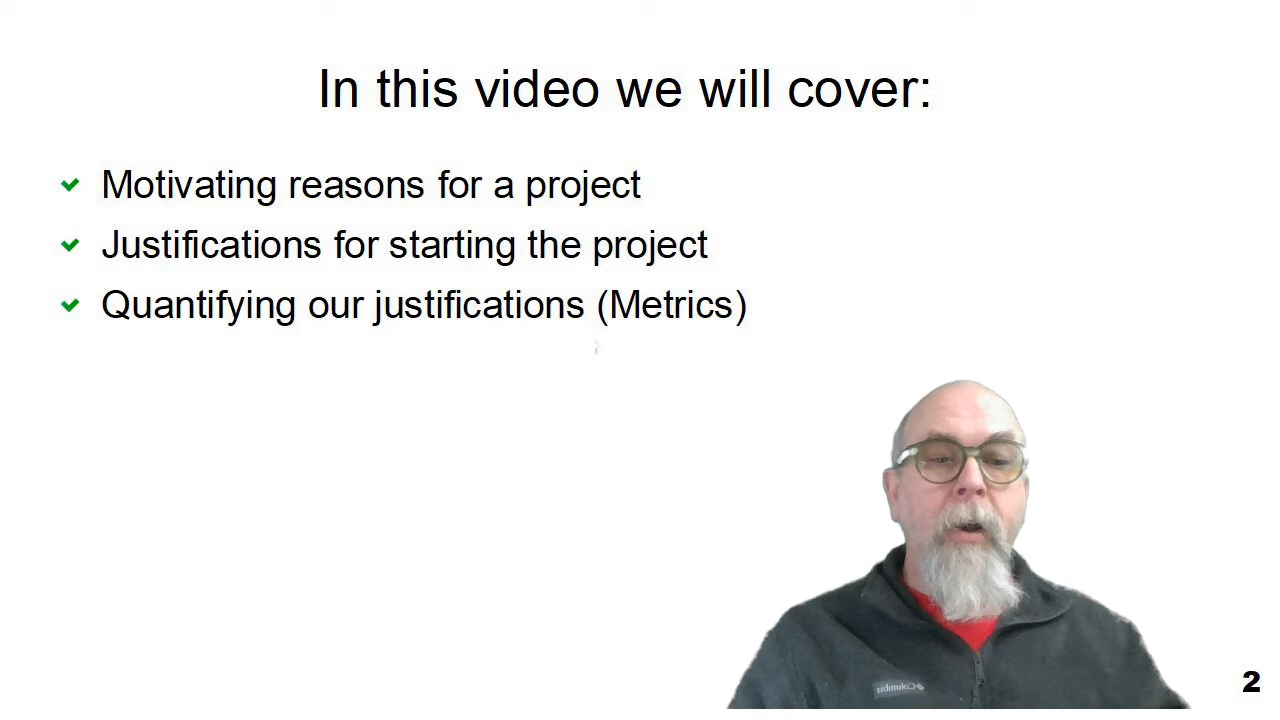 In this video we will cover:
Motivating reasons for a project
Justifications for starting the project
Quantifying our justifications (Metrics)
Columbia
2